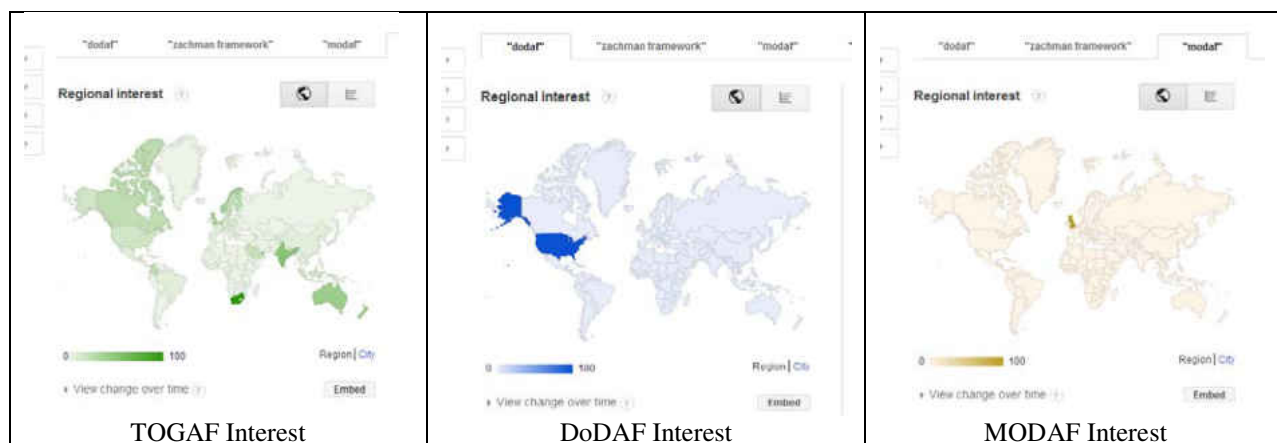 "dodaf" "zachman framework" "modaf"
Regional interest ?
0 100 Region | City
View change over time ?
Embed
TOGAF Interest
"dodaf" "zachman framework" "modaf"
Regional interest ?
0 100 Region | City
View change over time ?
Embed
DoDAF Interest
"dodaf" "zachman framework" "modaf"
Regional interest ?
0 100 Region | City
View change over time ?
Embed
MODAF Interest